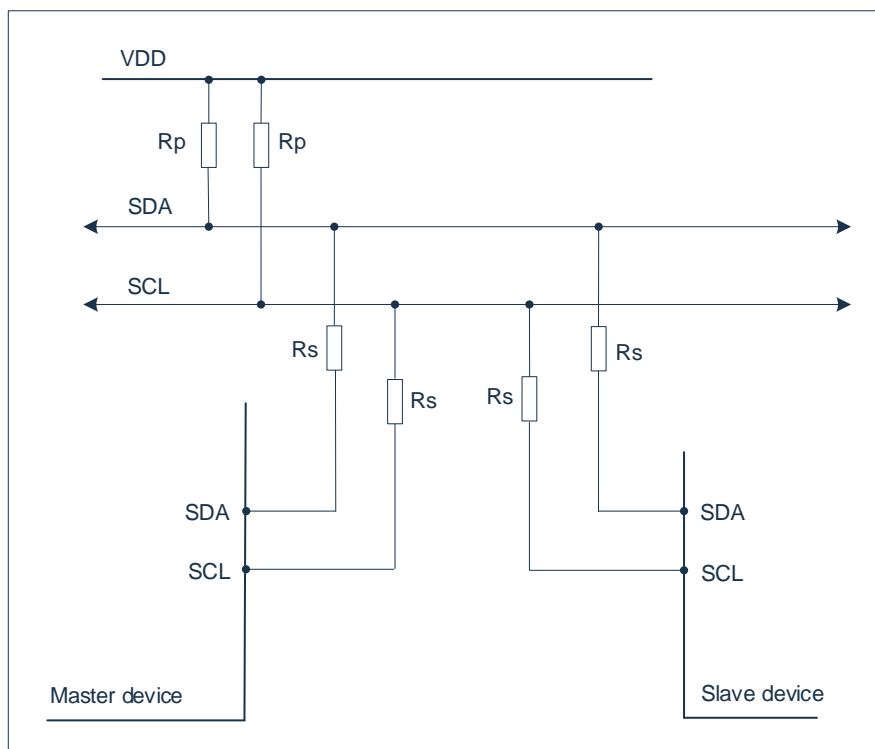 VDD
Rp
Rp
SDA
SCL
Rs
Rs
Rs
Rs
SDA
SDA
SCL
SCL
Master device
Slave device